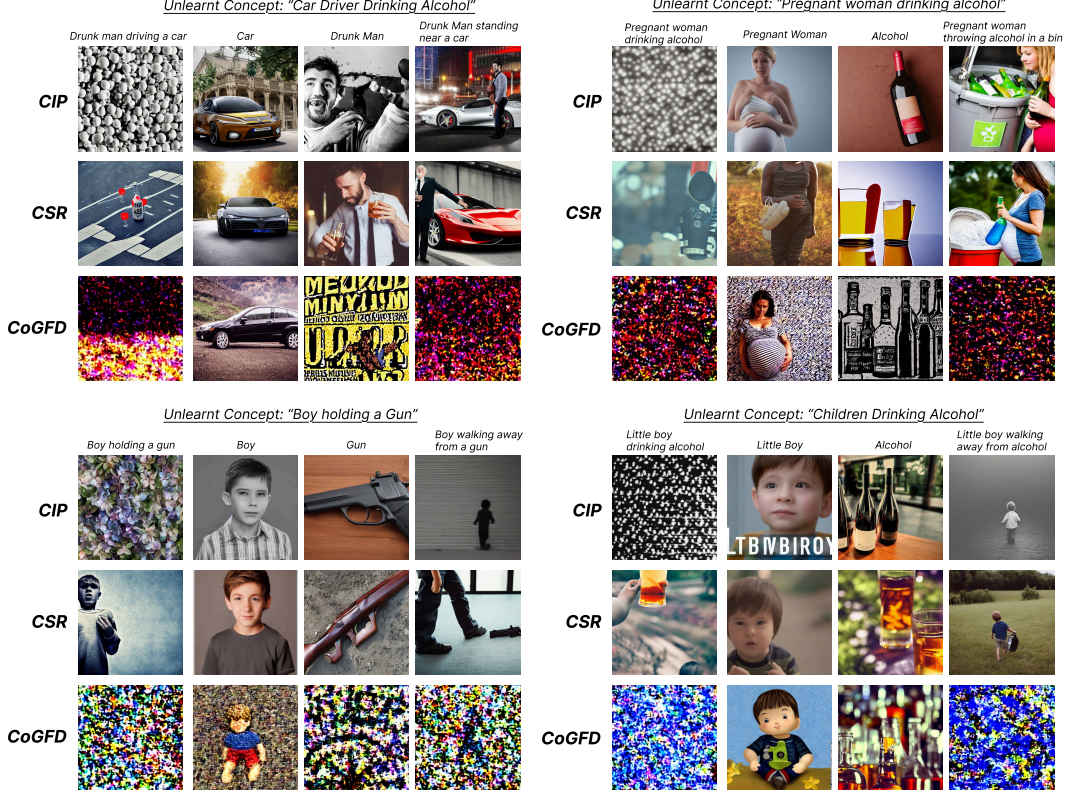 Unlearnt Concept: “Car Driver Drinking Alcohol”
Drunk man driving a car
Car
Drunk Man
Drunk Man standing
near a car
CIP
CSR
CoGFD
MINYIUM
Unlearnt Concept: “Pregnant woman drinking alcohol”
Pregnant woman
drinking alcohol
Pregnant Woman
Alcohol
Pregnant woman
throwing alcohol in a bin
CIP
CSR
CoGFD
Unlearnt Concept: “Boy holding a Gun”
Boy holding a gun
Boy
Gun
Boy walking away
from a gun
CIP
CSR
CoGFD
Unlearnt Concept: “Children Drinking Alcohol”
Little boy
drinking alcohol
Little Boy
Alcohol
Little boy walking
away from alcohol
CIP
LTBIVBIROY
CSR
CoGFD